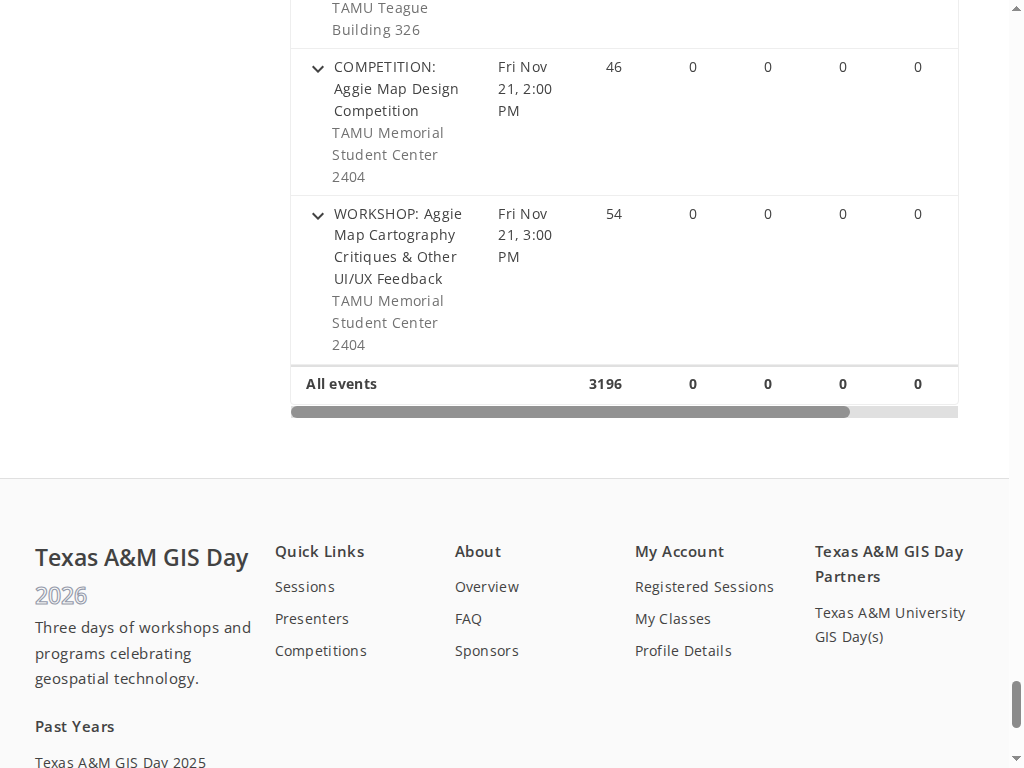 TAMU Teague
Building 326
COMPETITION: Fri Nov 46 0 0 0 0
Aggie Map Design 21, 2:00
Competition PM
TAMU Memorial
Student Center
2404
WORKSHOP: Aggie Fri Nov 54 0 0 0 0
Map Cartography 21, 3:00
Critiques & Other PM
UI/UX Feedback
TAMU Memorial
Student Center
2404
All events 3196 0 0 0 0
Texas A&M GIS Day
2026
Three days of workshops and
programs celebrating
geospatial technology.
Past Years
Texas A&M GIS Day 2025
Quick Links
Sessions
Presenters
Competitions
About
Overview
FAQ
Sponsors
My Account
Registered Sessions
My Classes
Profile Details
Texas A&M GIS Day
Partners
Texas A&M University
GIS Day(s)